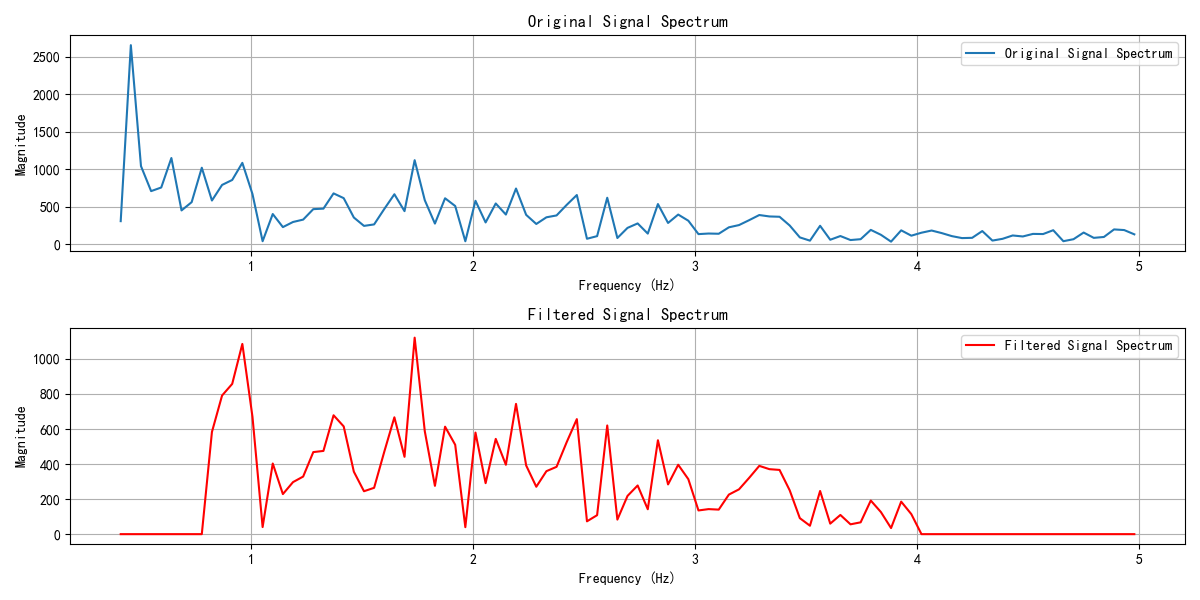 Original Signal Spectrum
Original Signal Spectrum
Magnitude
2500
2000
1500
1000
500
0
1
2
3
4
5
Frequency (Hz)
Filtered Signal Spectrum
Filtered Signal Spectrum
Magnitude
1000
800
600
400
200
0
1
2
3
4
5
Frequency (Hz)